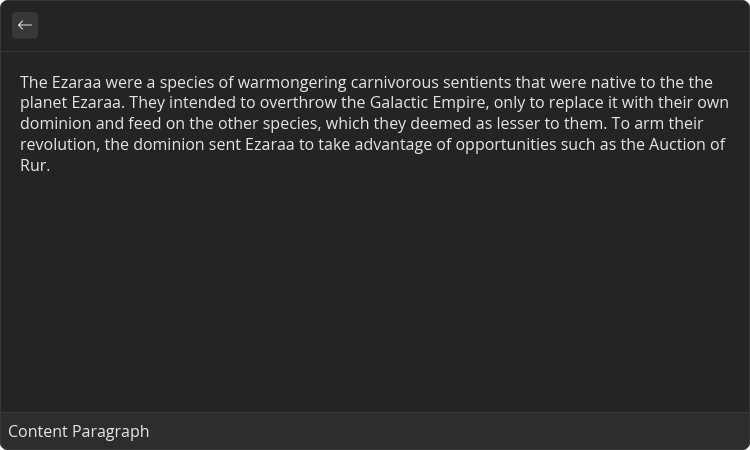 The Ezaraa were a species of warmongering carnivorous sentients that were native to the the
planet Ezaraa. They intended to overthrow the Galactic Empire, only to replace it with their own
dominion and feed on the other species, which they deemed as lesser to them. To arm their
revolution, the dominion sent Ezaraa to take advantage of opportunities such as the Auction of
Rur.
Content Paragraph